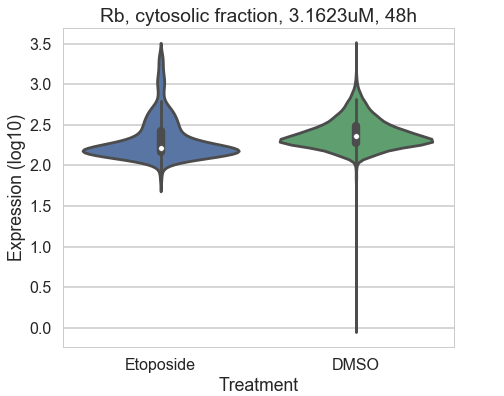 Rb, cytosolic fraction, 3.1623uM, 48h
3.5
3.0
2.5
2.0
1.5
1.0
0.5
0.0
Expression (log10)
Etoposide
DMSO
Treatment